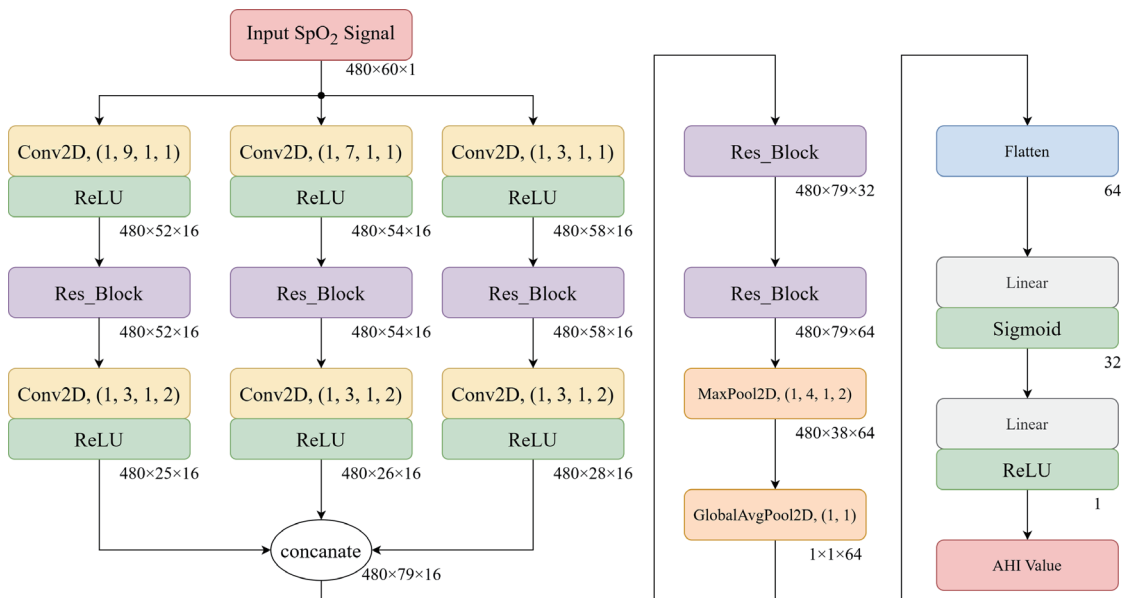 Input SpO₂ Signal
480×60×1
Conv2D, (1, 9, 1, 1)
ReLU
480×52×16
Res_Block
480×52×16
Conv2D, (1, 3, 1, 2)
ReLU
480×25×16
Conv2D, (1, 7, 1, 1)
ReLU
480×54×16
Res_Block
480×54×16
Conv2D, (1, 3, 1, 2)
ReLU
480×26×16
Conv2D, (1, 3, 1, 1)
ReLU
480×58×16
Res_Block
480×58×16
Conv2D, (1, 3, 1, 2)
ReLU
480×28×16
concanate
480×79×16
Res_Block
480×79×32
Res_Block
480×79×64
MaxPool2D, (1, 4, 1, 2)
480×38×64
GlobalAvgPool2D, (1, 1)
1×1×64
Flatten
64
Linear
Sigmoid
32
Linear
ReLU
1
AHI Value